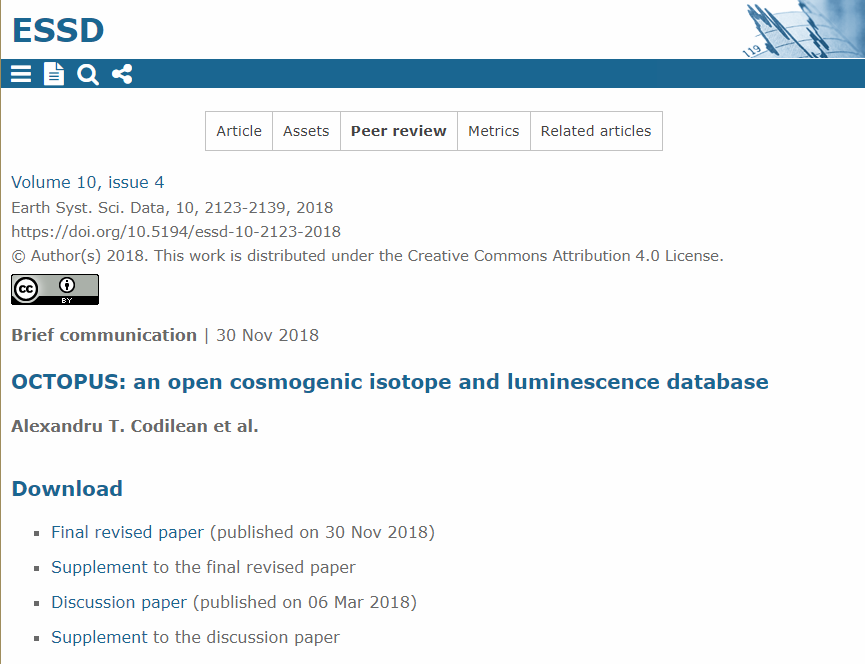 ESSD
119
Article Assets Peer review Metrics Related articles
Volume 10, issue 4
Earth Syst. Sci. Data, 10, 2123-2139, 2018
https://doi.org/10.5194/essd-10-2123-2018
© Author(s) 2018. This work is distributed under the Creative Commons Attribution 4.0 License.
cc BY
Brief communication | 30 Nov 2018
OCTOPUS: an open cosmogenic isotope and luminescence database
Alexandru T. Codilean et al.
Download
▪ Final revised paper (published on 30 Nov 2018)
▪ Supplement to the final revised paper
▪ Discussion paper (published on 06 Mar 2018)
▪ Supplement to the discussion paper